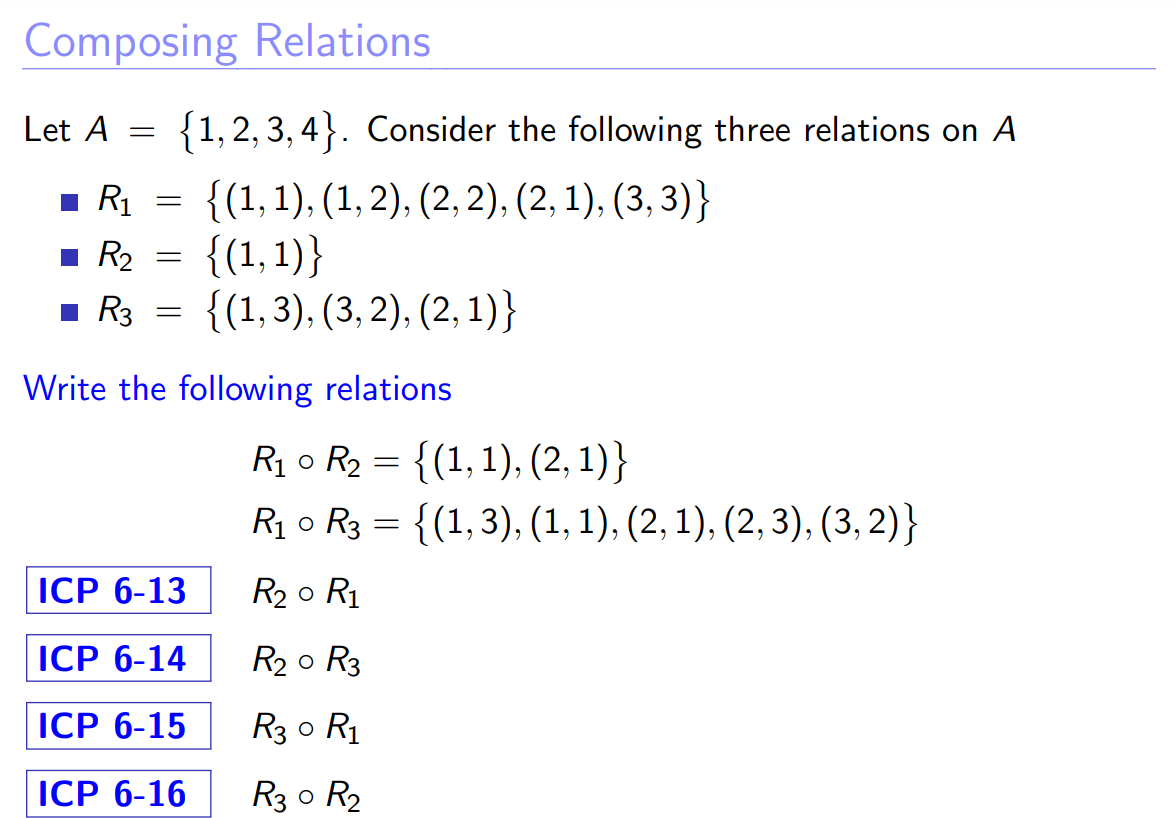 Composing Relations
Let A = {1, 2, 3, 4}. Consider the following three relations on A
R₁ = {(1, 1), (1, 2), (2, 2), (2, 1), (3, 3)}
R₂ = {(1, 1)}
R₃ = {(1, 3), (3, 2), (2, 1)}
Write the following relations
R₁ ∘ R₂ = {(1, 1), (2, 1)}
R₁ ∘ R₃ = {(1, 3), (1, 1), (2, 1), (2, 3), (3, 2)}
ICP 6-13 R₂ ∘ R₁
ICP 6-14 R₂ ∘ R₃
ICP 6-15 R₃ ∘ R₁
ICP 6-16 R₃ ∘ R₂